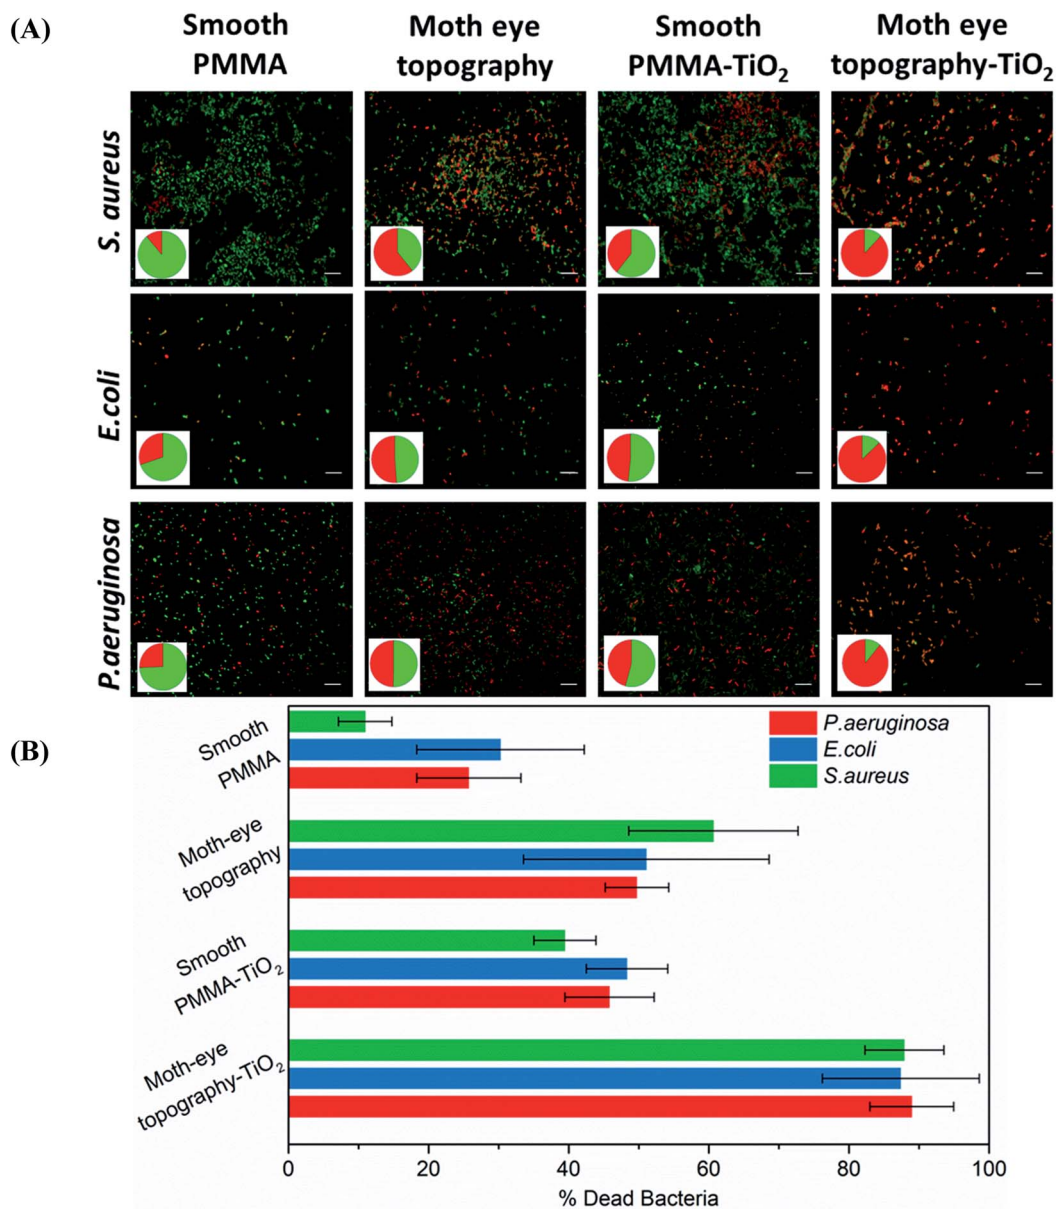 (A)
Smooth PMMA
Moth eye topography
Smooth PMMA-TiO₂
Moth eye topography-TiO₂
S. aureus
E.coli
P.aeruginosa
(B)
Smooth
PMMA
Moth-eye
topography
Smooth
PMMA-TiO₂
Moth-eye
topography-TiO₂
P.aeruginosa
E.coli
S.aureus
0 20 40 60 80 100
% Dead Bacteria